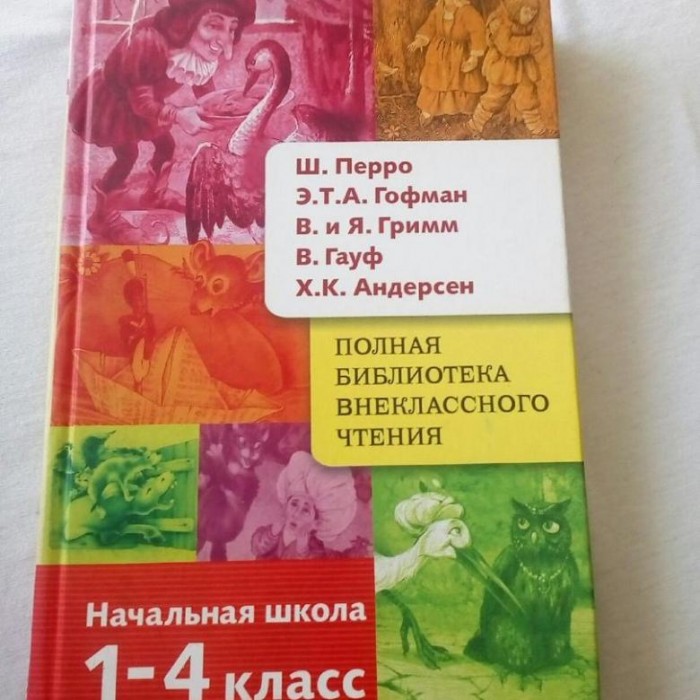 Ш. Перро
Э.Т.А. Гофман
В. и Я. Гримм
В. Гауф
Х.К. Андерсен
ПОЛНАЯ
БИБЛИОТЕКА
ВНЕКЛАССНОГО
ЧТЕНИЯ
Начальная школа
1-4 класс